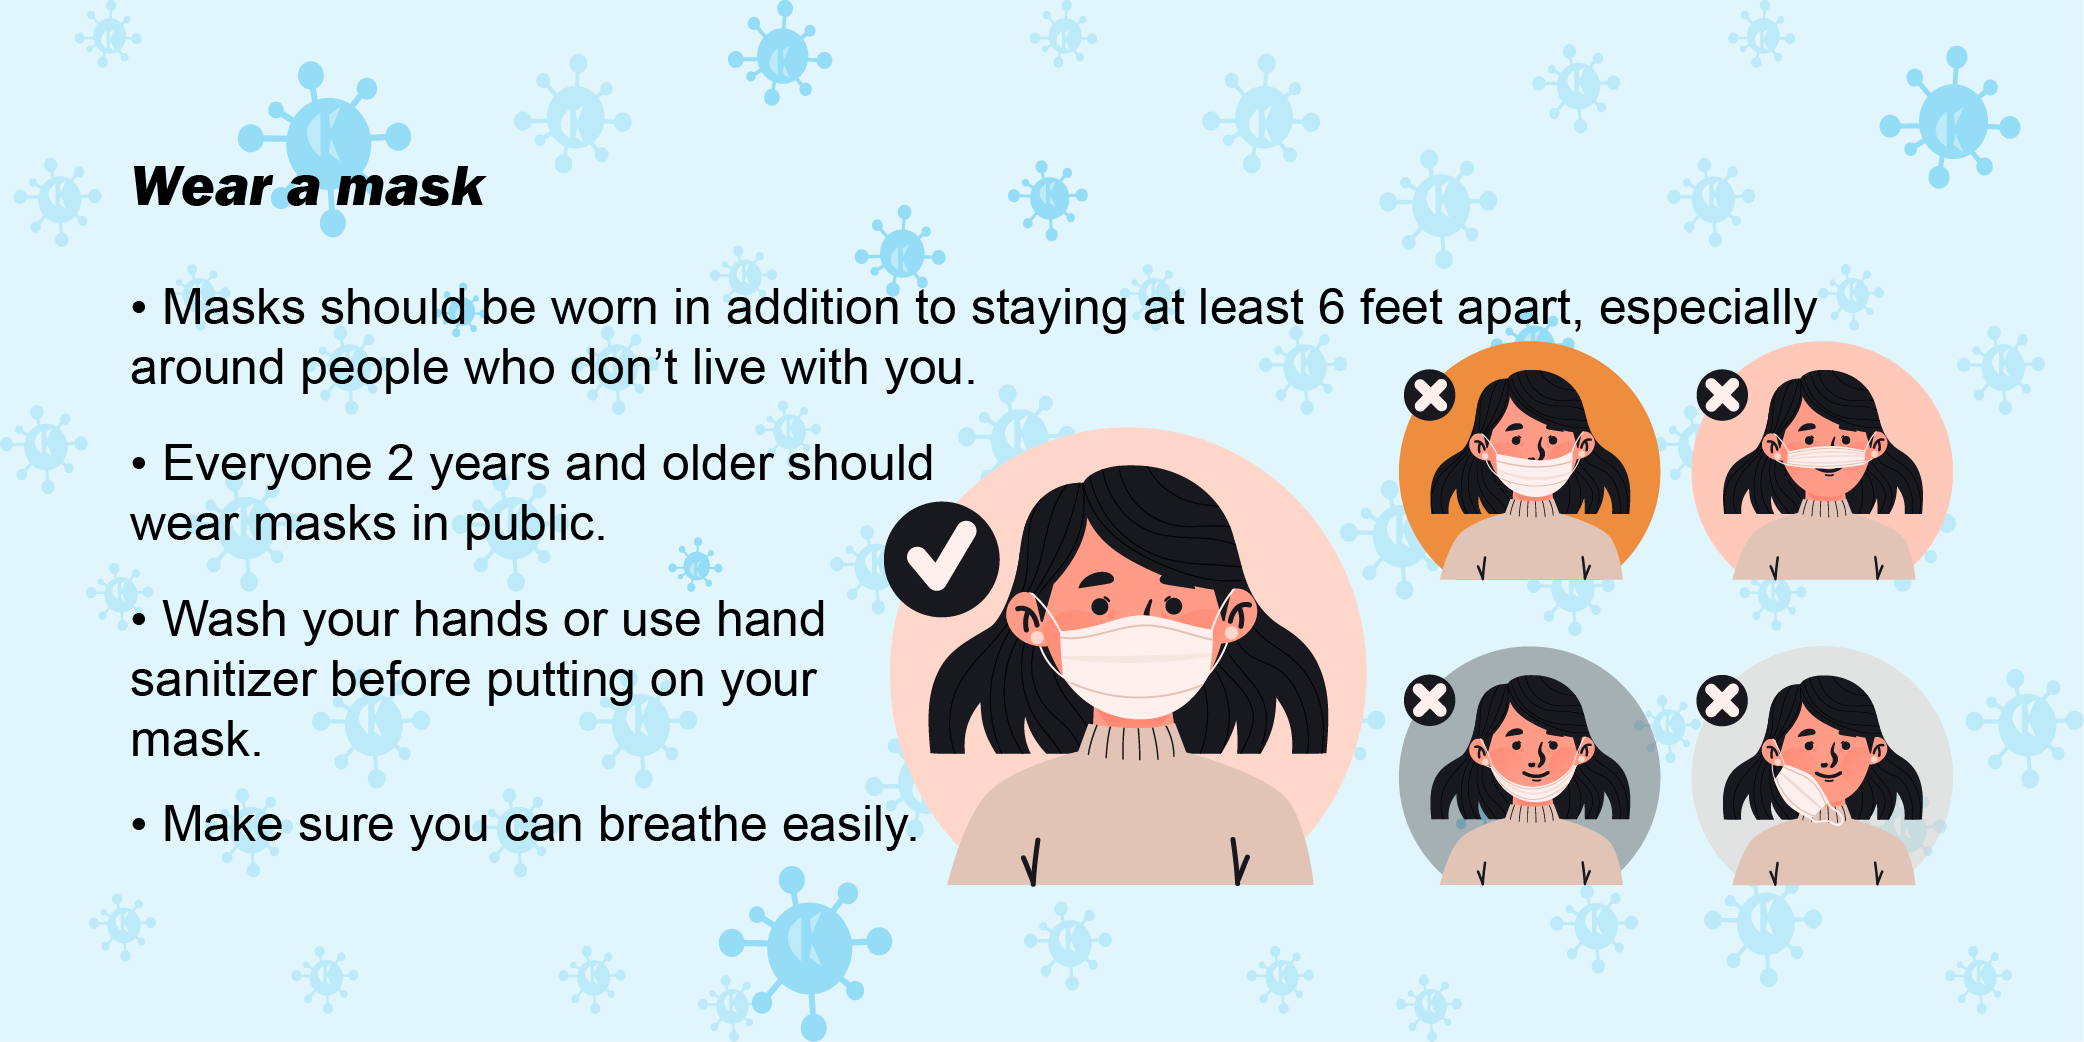 Wear a mask
• Masks should be worn in addition to staying at least 6 feet apart, especially
around people who don’t live with you.
• Everyone 2 years and older should
wear masks in public.
• Wash your hands or use hand
sanitizer before putting on your
mask.
• Make sure you can breathe easily.